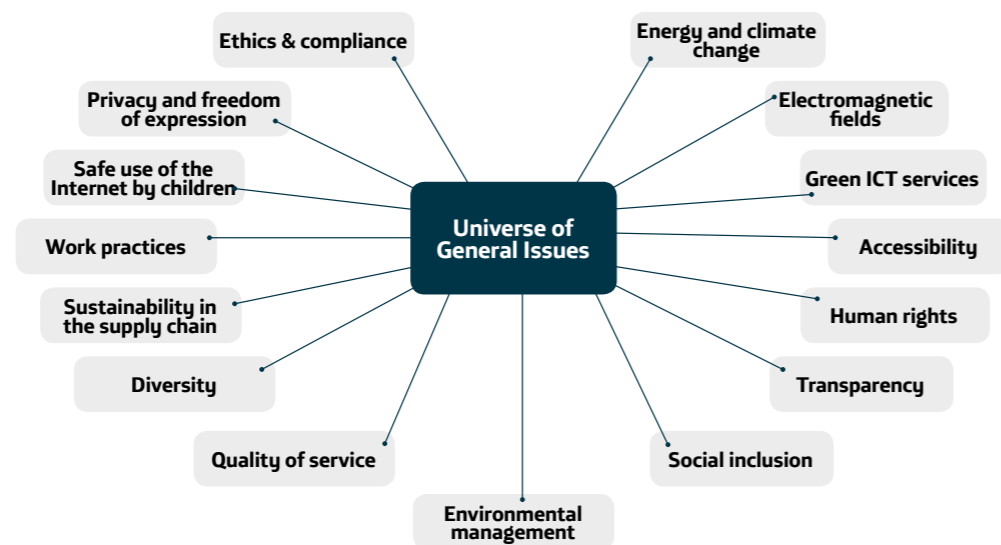 Ethics & compliance
Energy and climate
change
Privacy and freedom
of expression
Electromagnetic
fields
Safe use of the
Internet by children
Green ICT services
Universe of
General Issues
Work practices
Accessibility
Sustainability in
the supply chain
Human rights
Diversity
Transparency
Quality of service
Social inclusion
Environmental
management